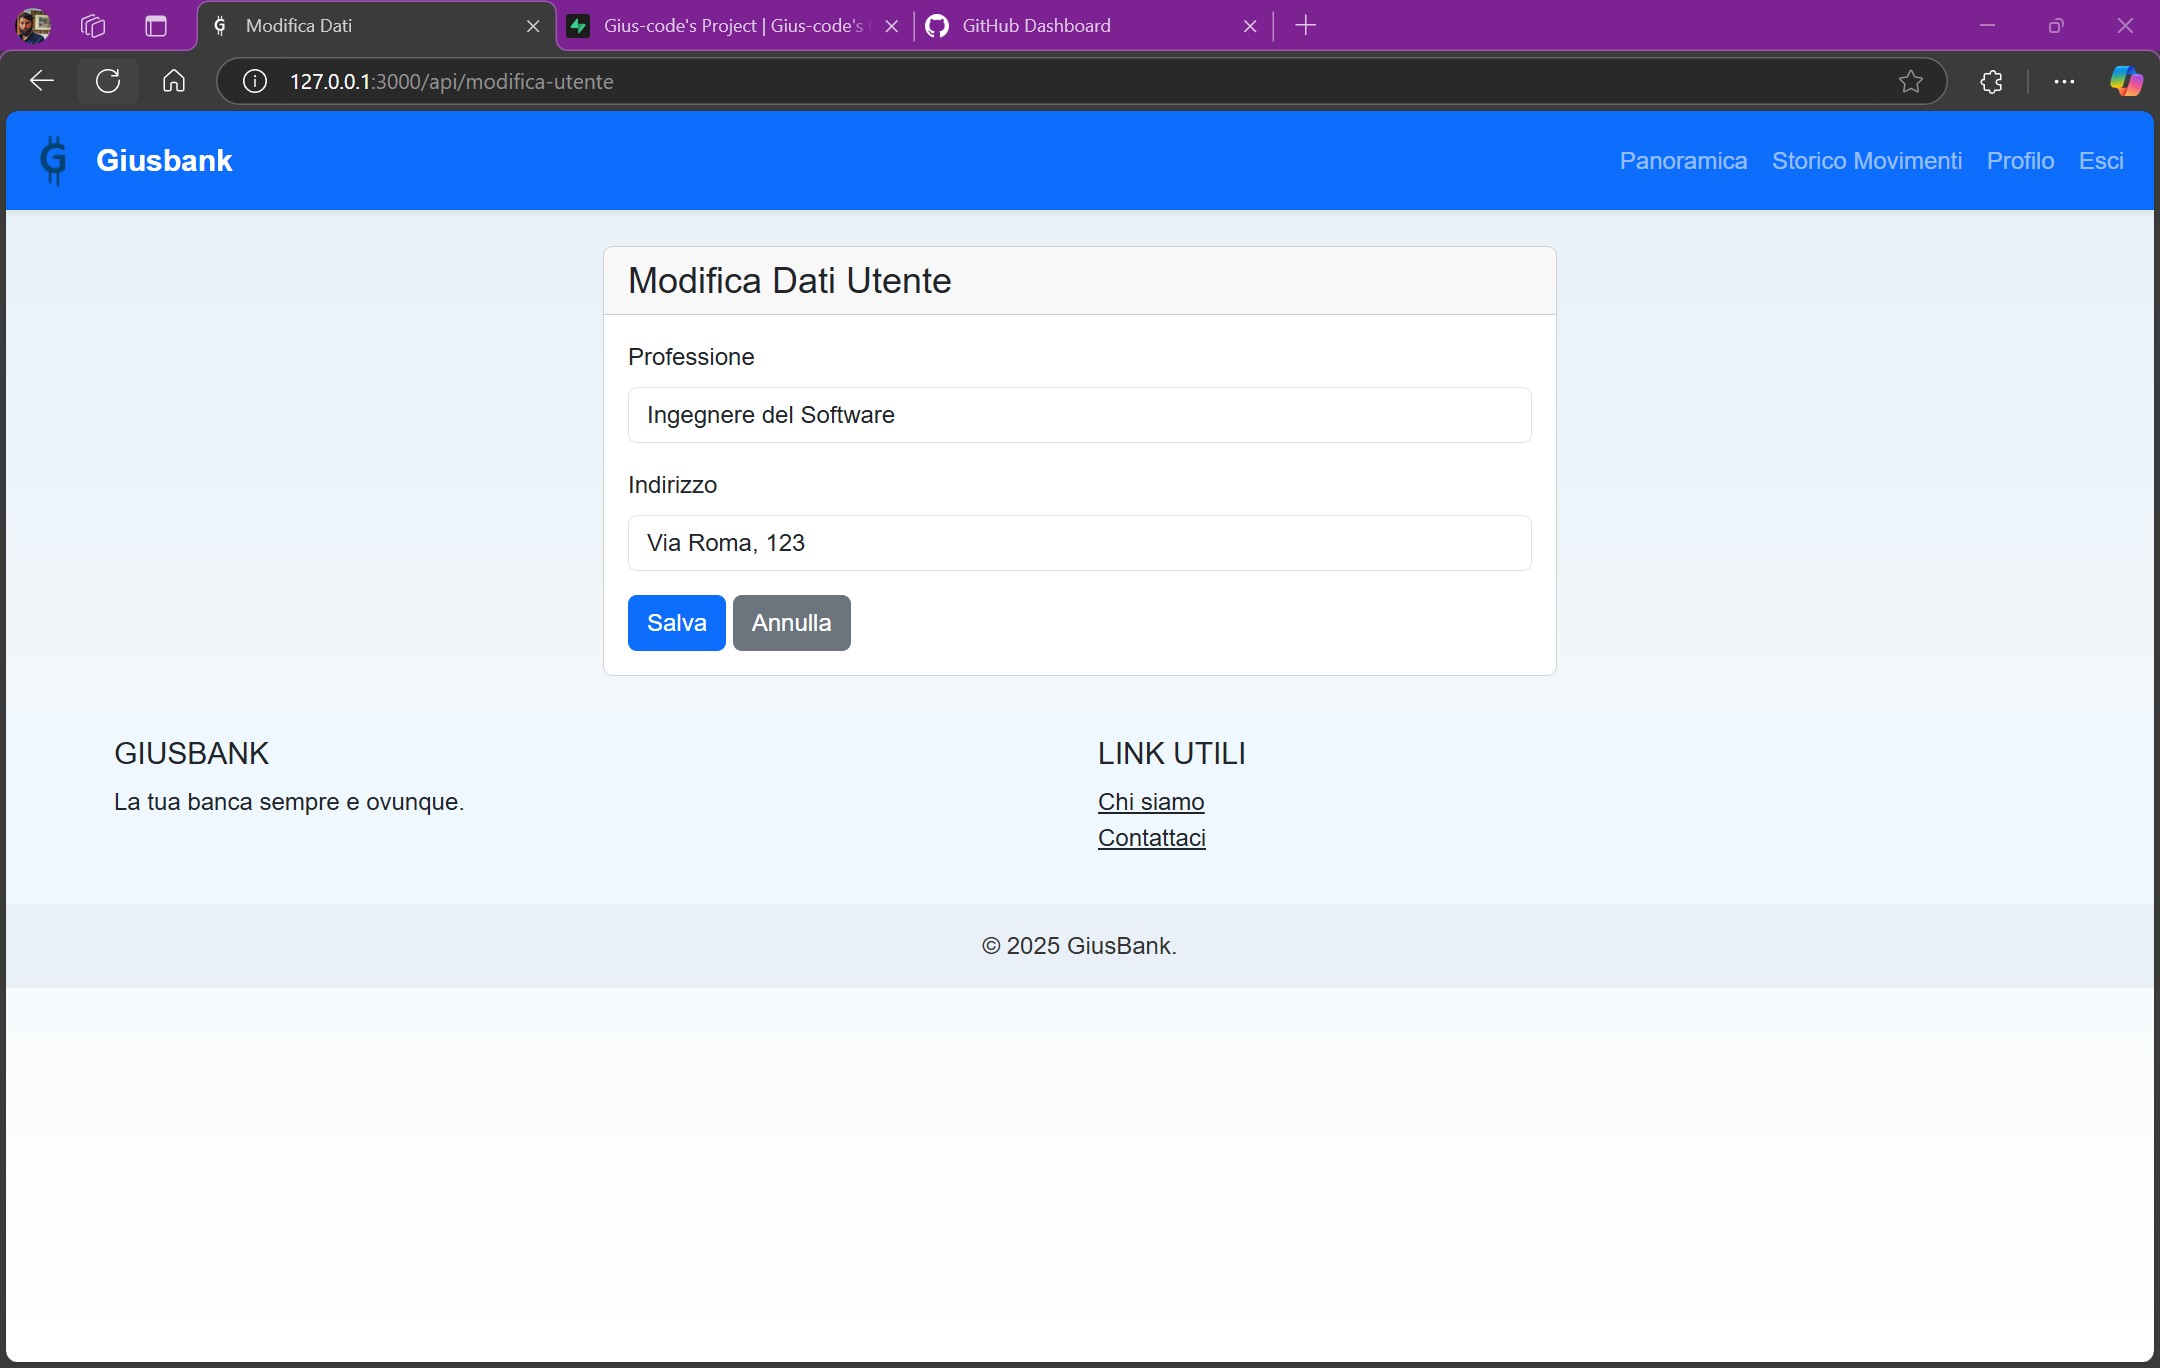 Modifica Dati
Gius-code's Project | Gius-code's
GitHub Dashboard
127.0.0.1:3000/api/modifica-utente
Giusbank
Panoramica Storico Movimenti Profilo Esci
Modifica Dati Utente
Professione
Ingegnere del Software
Indirizzo
Via Roma, 123
Salva Annulla
GIUSBANK
La tua banca sempre e ovunque.
LINK UTILI
Chi siamo
Contattaci
© 2025 GiusBank.